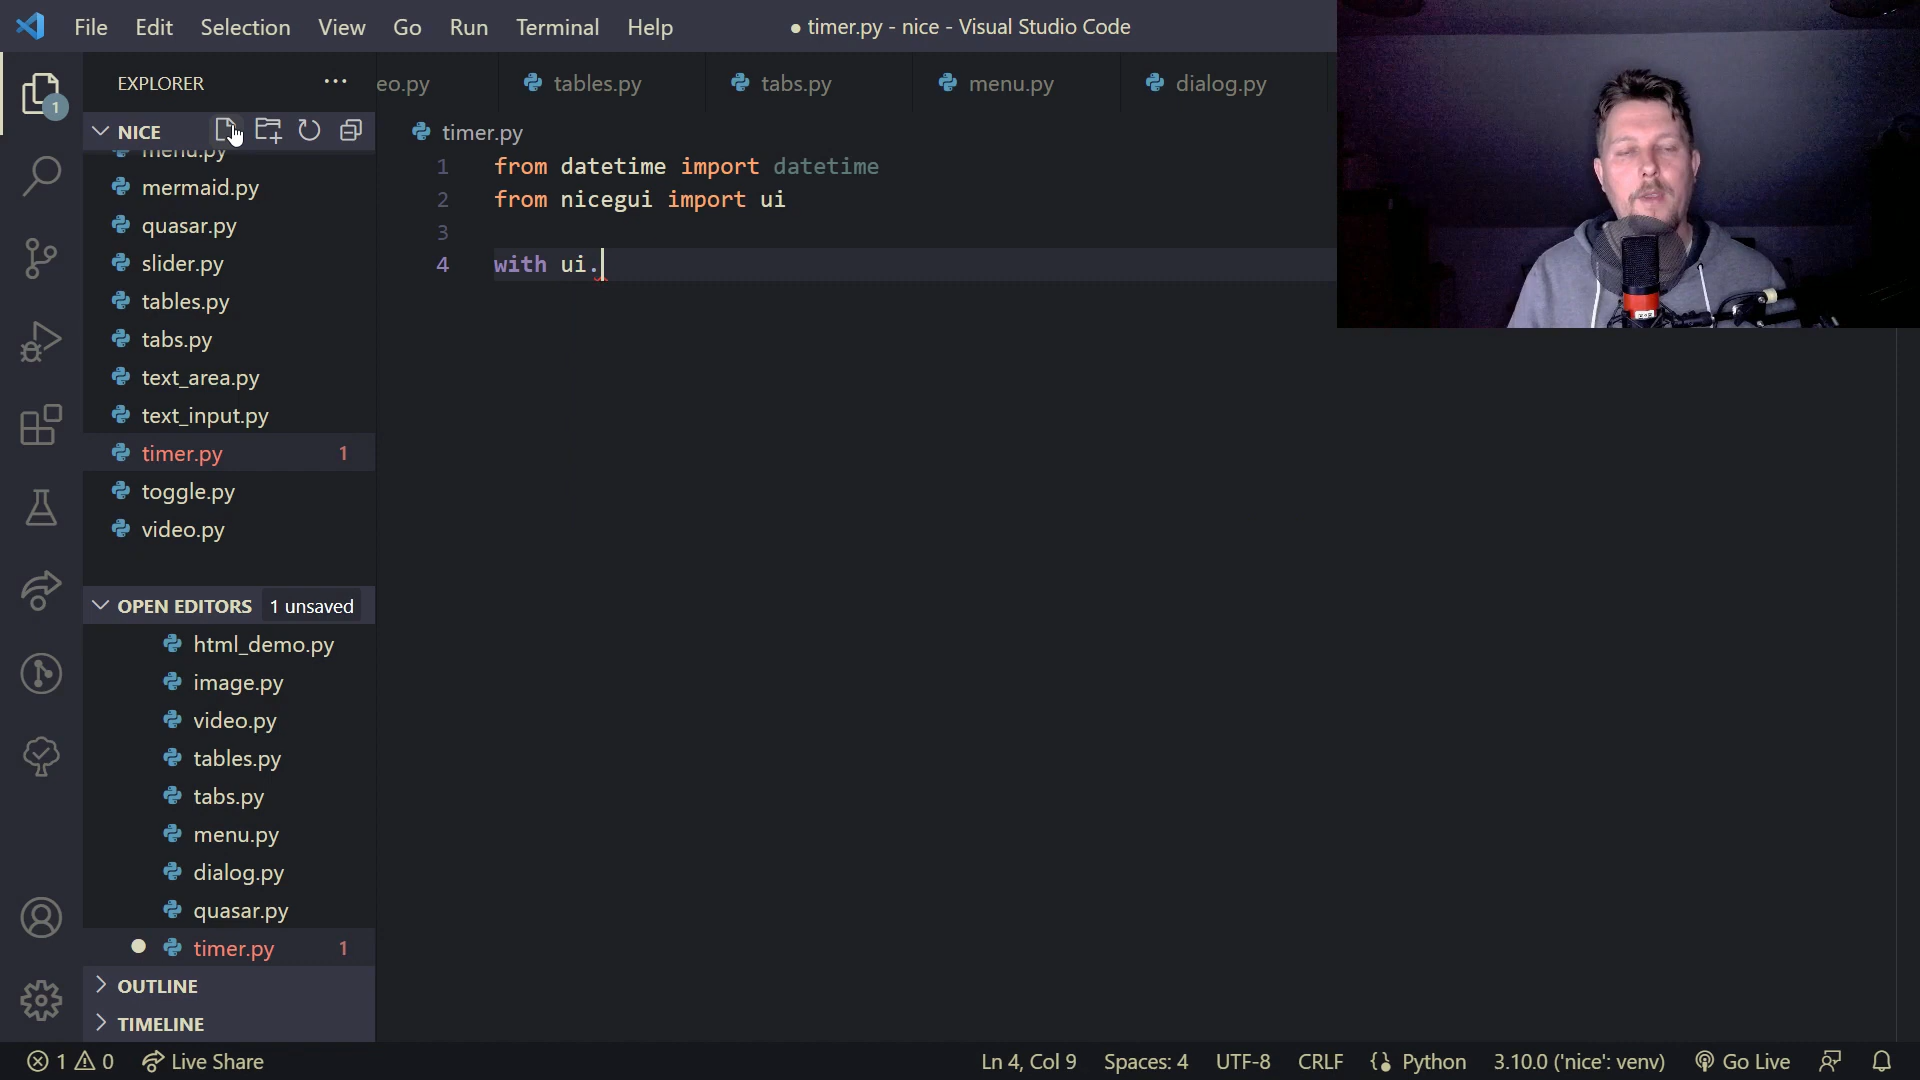 File Edit Selection View Go Run Terminal Help
● timer.py - nice - Visual Studio Code
EXPLORER ···
1
eo.py tables.py tabs.py menu.py dialog.py
NICE
timer.py
menu.py
mermaid.py
quasar.py
slider.py
tables.py
tabs.py
text_area.py
text_input.py
timer.py 1
toggle.py
video.py
1 from datetime import datetime
2 from nicegui import ui
3
4 with ui.
OPEN EDITORS 1 unsaved
html_demo.py
image.py
video.py
tables.py
tabs.py
menu.py
dialog.py
quasar.py
timer.py 1
OUTLINE
TIMELINE
1 0 Live Share Ln 4, Col 9 Spaces: 4 UTF-8 CRLF Python 3.10.0 ('nice': venv) Go Live